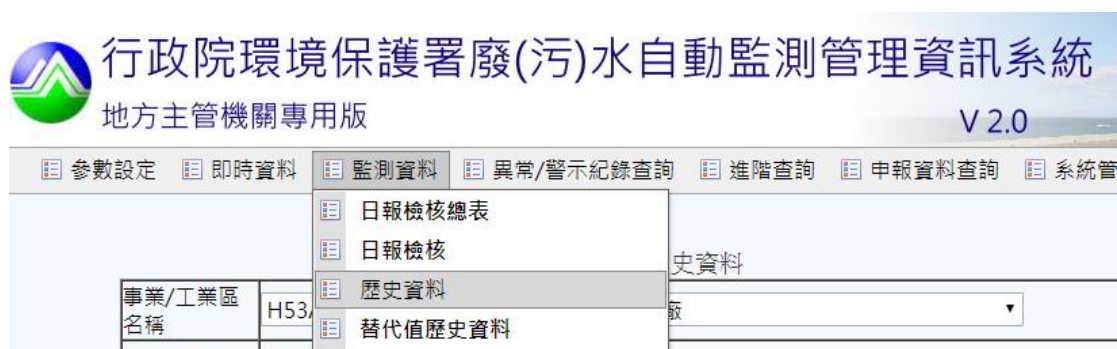 行政院環境保護署廢(污)水自動監測管理資訊系統
地方主管機關專用版
V 2.0
參數設定 即時資料 監測資料 異常/警示紀錄查詢 進階查詢 申報資料查詢 系統管
日報檢核總表
日報檢核
史資料
歷史資料
事業/工業區
名稱
H53
廠
替代值歷史資料